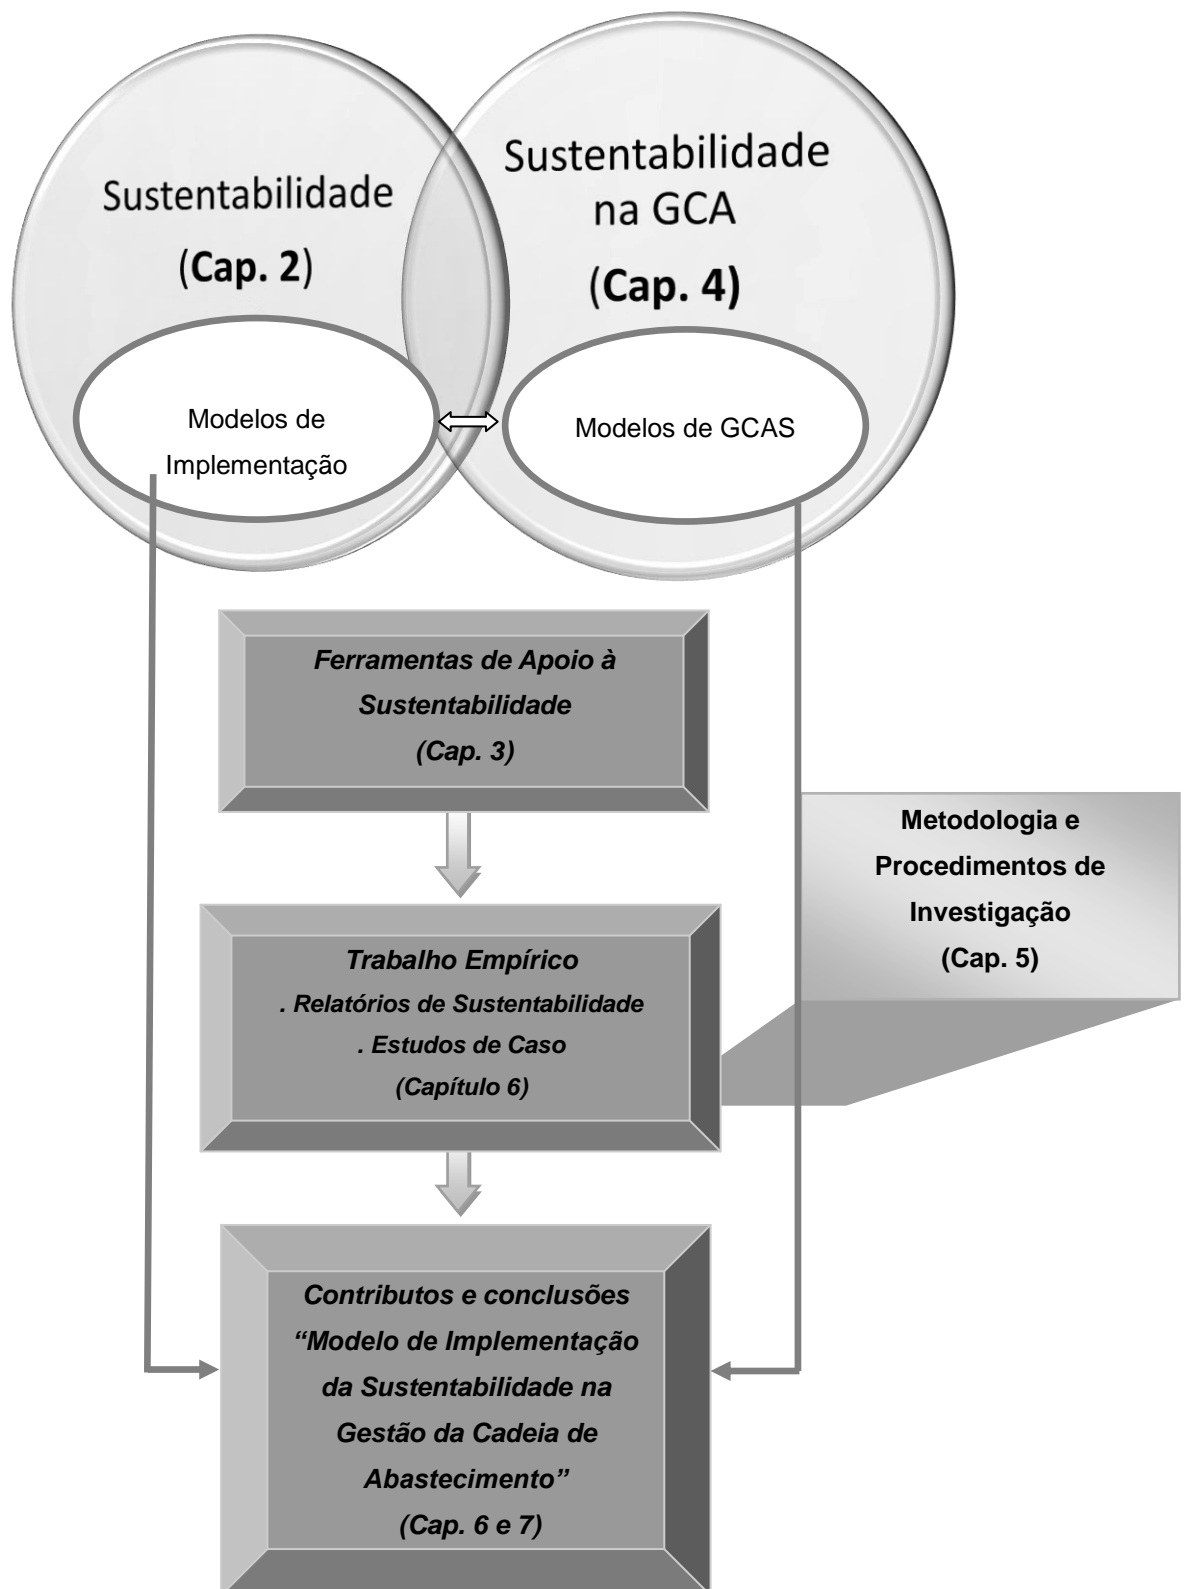 Sustentabilidade
(Cap. 2)
Sustentabilidade
na GCA
(Cap. 4)
Modelos de
Implementação
Modelos de GCAS
Ferramentas de Apoio à
Sustentabilidade
(Cap. 3)
Metodologia e
Procedimentos de
Investigação
(Cap. 5)
Trabalho Empírico
. Relatórios de Sustentabilidade
. Estudos de Caso
(Capítulo 6)
Contributos e conclusões
“Modelo de Implementação
da Sustentabilidade na
Gestão da Cadeia de
Abastecimento”
(Cap. 6 e 7)